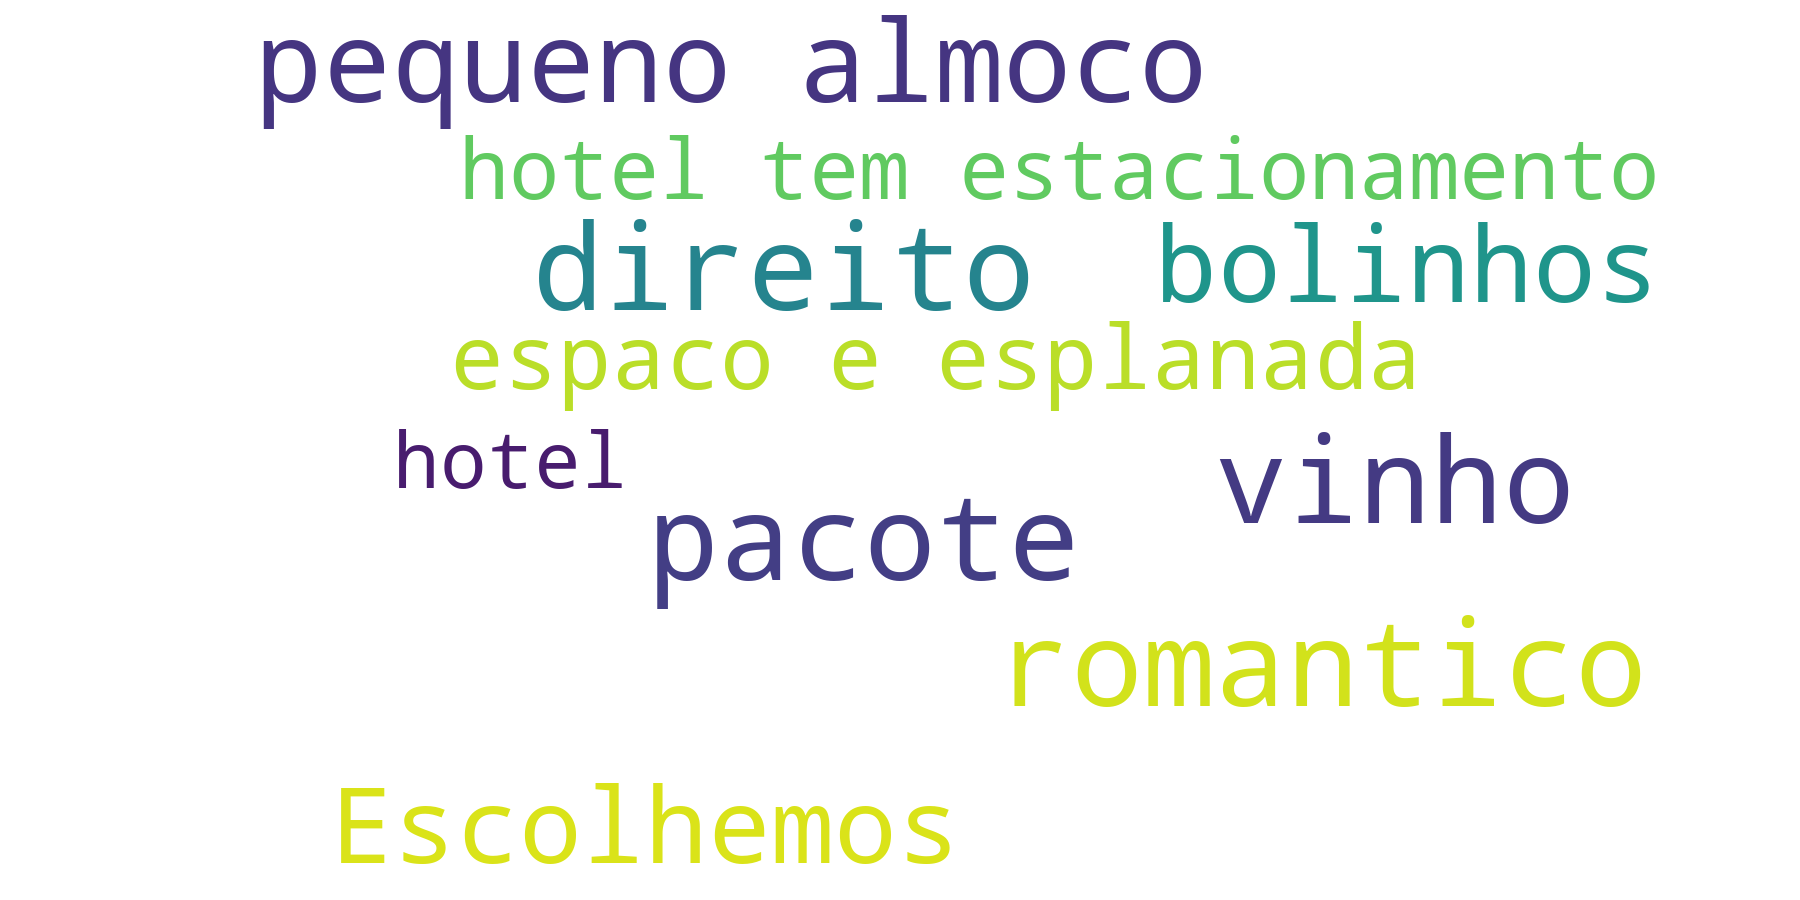 pequeno almoco
hotel tem estacionamento
direito bolinhos
espaco e esplanada
hotel
vinho
pacote
romantico
Escolhemos